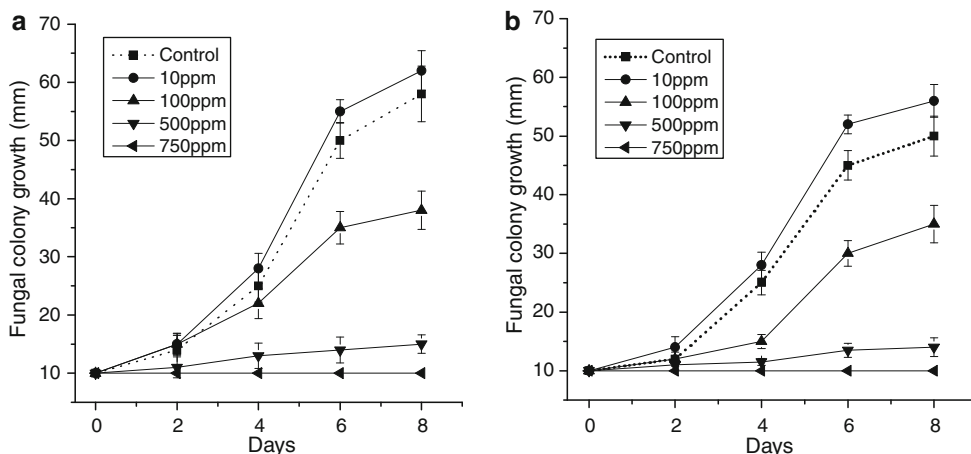 a
70
60
50
40
30
20
10
Fungal colony growth (mm)
Control
10ppm
100ppm
500ppm
750ppm
0 2 4 6 8
Days
b
70
60
50
40
30
20
10
Fungal colony growth (mm)
Control
10ppm
100ppm
500ppm
750ppm
0 2 4 6 8
Days